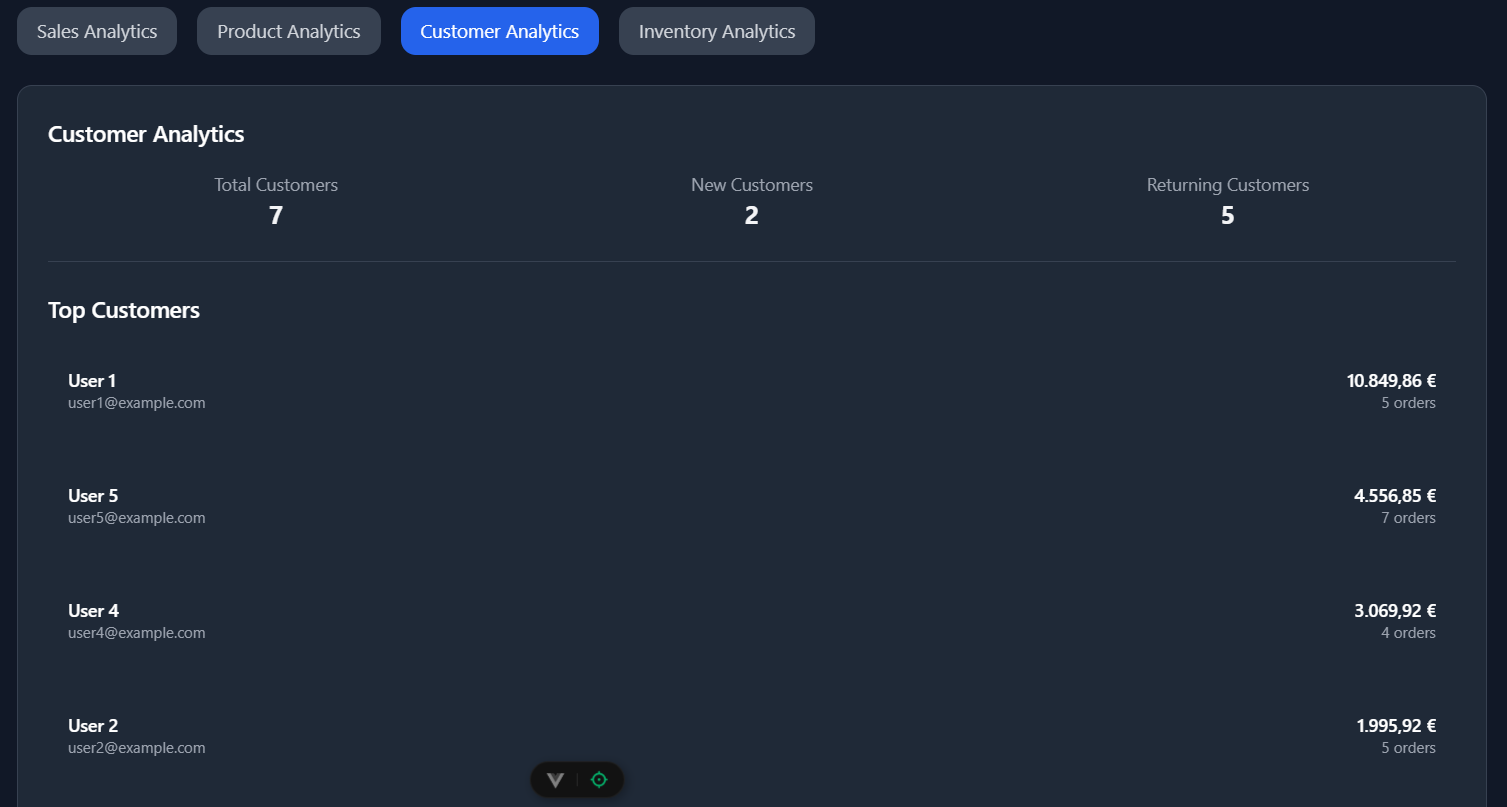 Sales Analytics
Product Analytics
Customer Analytics
Inventory Analytics
Customer Analytics
Total Customers
7
New Customers
2
Returning Customers
5
Top Customers
User 1
user1@example.com
10.849,86 €
5 orders
User 5
user5@example.com
4.556,85 €
7 orders
User 4
user4@example.com
3.069,92 €
4 orders
User 2
user2@example.com
1.995,92 €
5 orders